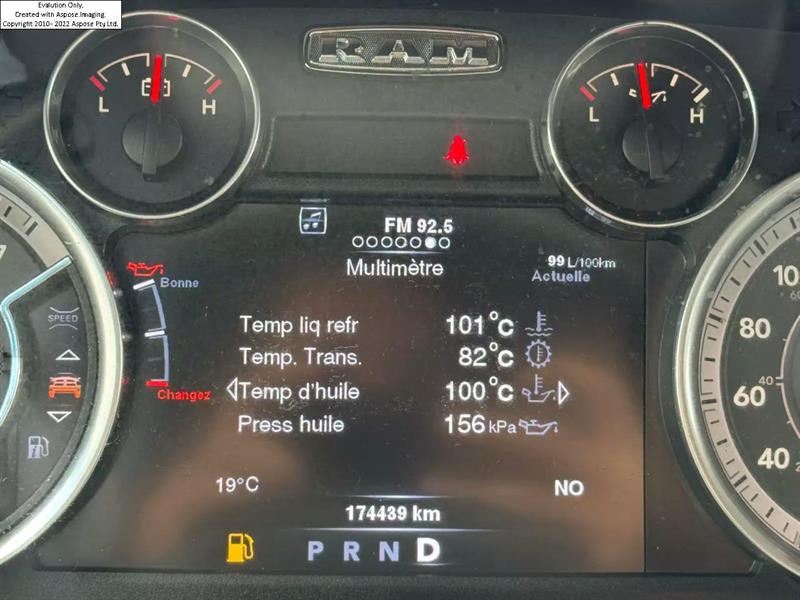 Evalution Only.
Created with Aspose.Imaging.
Copyright 2010- 2022 Aspose Pty Ltd.
RAM
L H
L H
FM 92.5
Multimètre
99 L/100km
Actuelle
Bonne
Changez
Temp liq refr 101°c
Temp. Trans. 82°c
Temp d'huile 100°c
Press huile 156 kPa
19°C
NO
174439 km
P R N D
SPEED
100
80
60
40
40